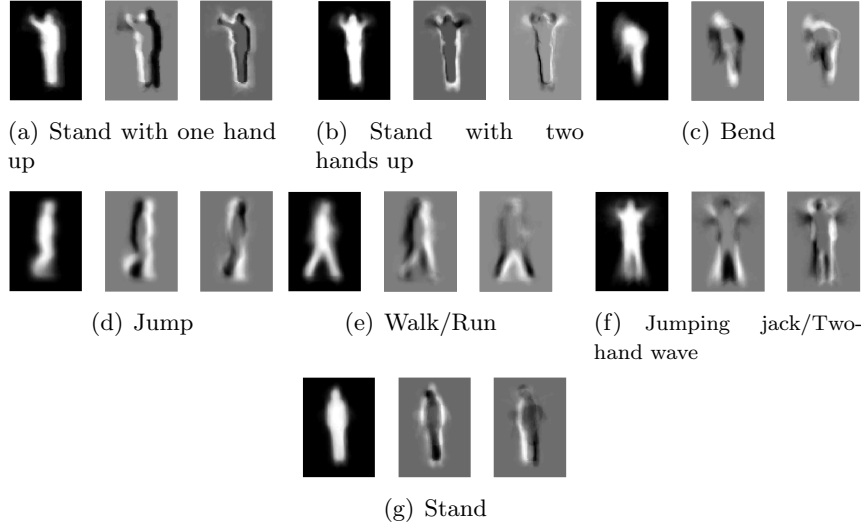 (a) Stand with one hand
up
(b) Stand with two
hands up
(c) Bend
(d) Jump
(e) Walk/Run
(f) Jumping jack/Two-
hand wave
(g) Stand